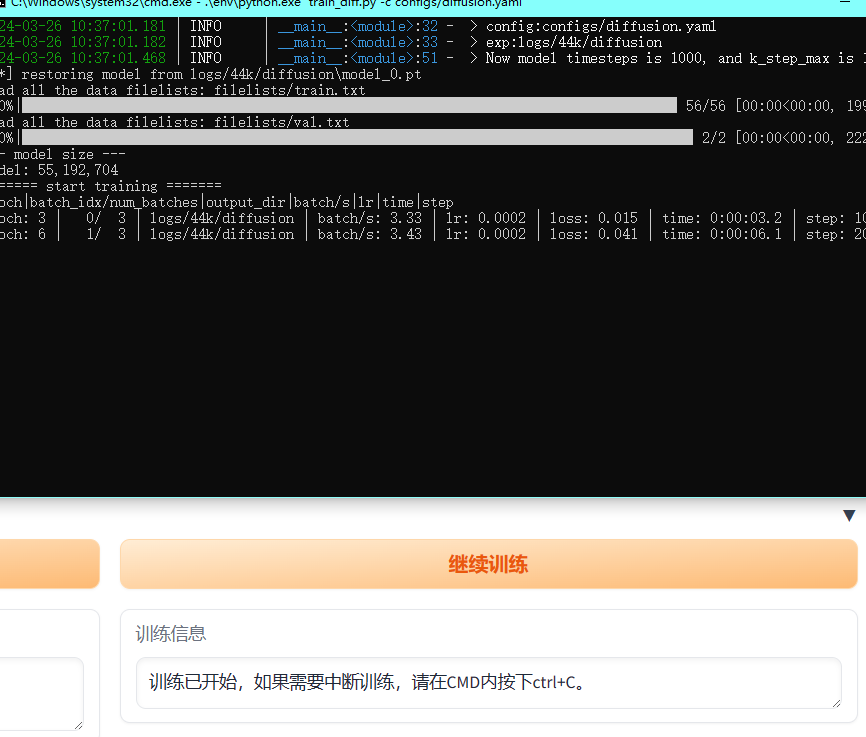 C:\Windows\system32\cmd.exe - .\env\python.exe train_diff.py -c configs/diffusion.yaml
24-03-26 10:37:01.181 | INFO | __main__:<module>:32 - > config:configs/diffusion.yaml
24-03-26 10:37:01.182 | INFO | __main__:<module>:33 - > exp:logs/44k/diffusion
24-03-26 10:37:01.468 | INFO | __main__:<module>:51 - > Now model timesteps is 1000, and k_step_max is 1
*] restoring model from logs/44k/diffusion\model_0.pt
ad all the data filelists: filelists/train.txt
0%| 56/56 [00:00<00:00, 199
ad all the data filelists: filelists/val.txt
0%| 2/2 [00:00<00:00, 222
- model size ---
del: 55,192,704
===== start training =======
och|batch_idx/num_batches|output_dir|batch/s|lr|time|step
och: 3 | 0/ 3 | logs/44k/diffusion | batch/s: 3.33 | lr: 0.0002 | loss: 0.015 | time: 0:00:03.2 | step: 10
och: 6 | 1/ 3 | logs/44k/diffusion | batch/s: 3.43 | lr: 0.0002 | loss: 0.041 | time: 0:00:06.1 | step: 20
继续训练
训练信息
训练已开始，如果需要中断训练，请在CMD内按下ctrl+C。